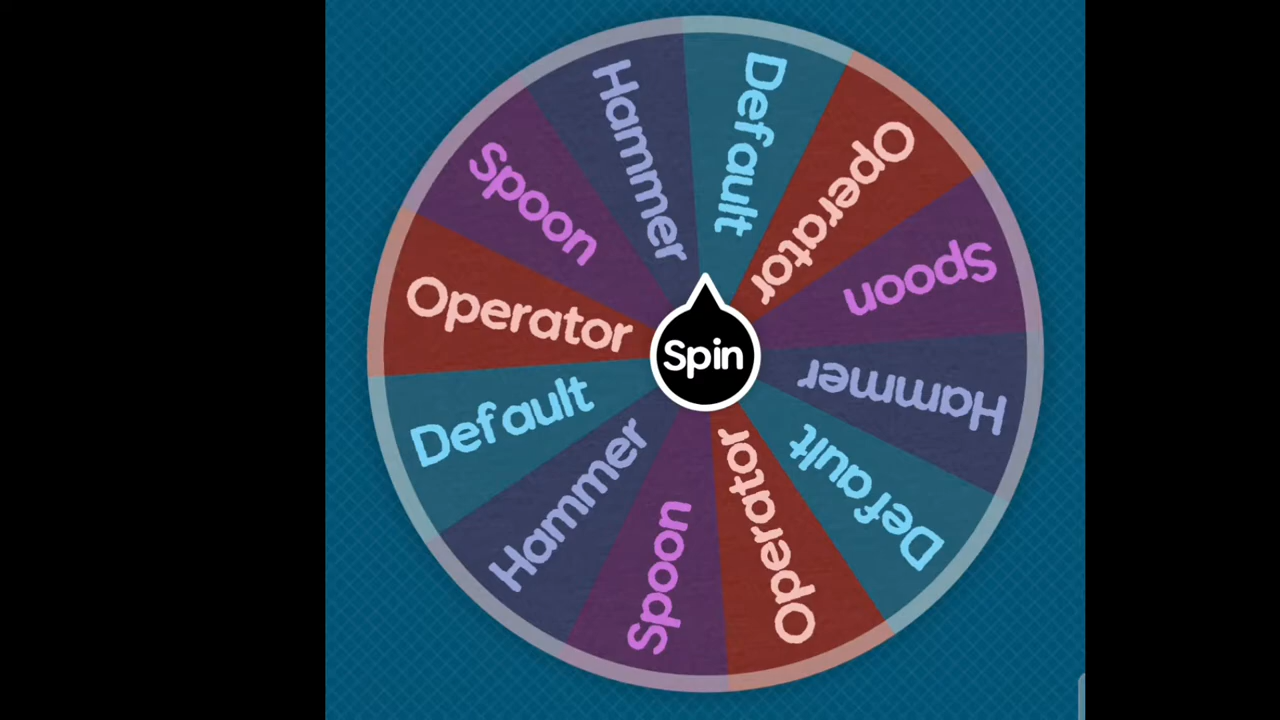 Default
Operator
Spoon
Hammer
Default
Operator
Spoon
Hammer
Default
Operator
Spoon
Hammer
Spin